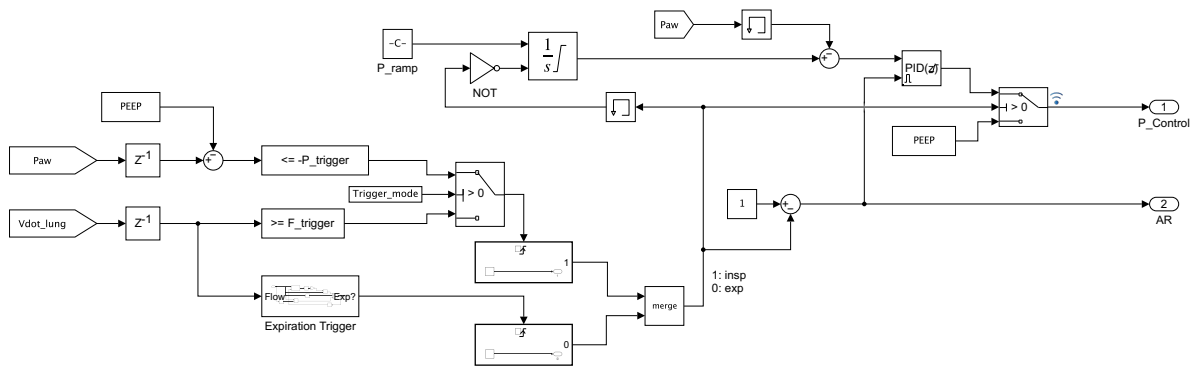 Paw
-C-
P_ramp
1
s
NOT
+
−
PID(z)
PEEP
> 0
1
P_Control
PEEP
Paw
Z-1
+
−
<= -P_trigger
Trigger_mode
> 0
1
+
−
2
AR
Vdot_lung
Z-1
>= F_trigger
1
1: insp
0: exp
Flow
Exp?
Expiration Trigger
merge
0